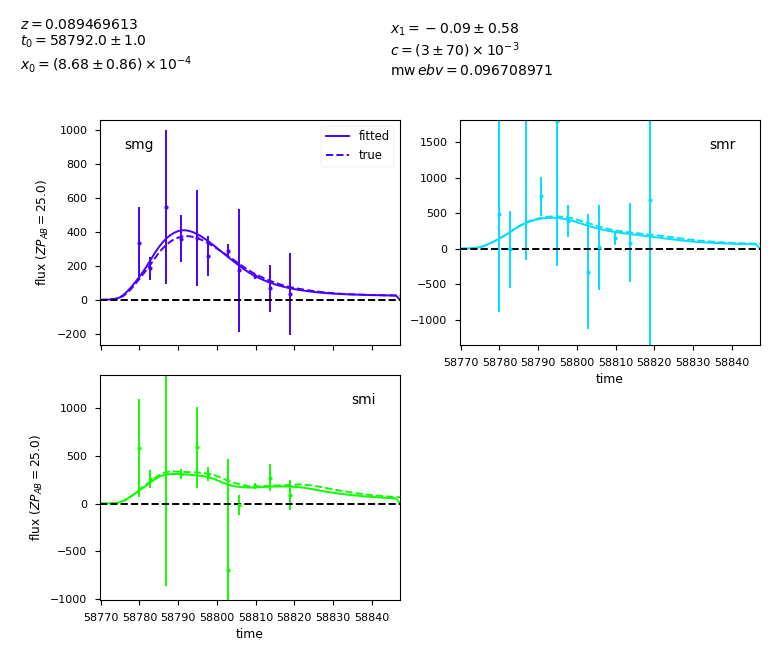 z = 0.089469613
t₀ = 58792.0 ± 1.0
x₀ = (8.68 ± 0.86) × 10⁻⁴
x₁ = −0.09 ± 0.58
c = (3 ± 70) × 10⁻³
mw ebv = 0.096708971
smg
fitted
true
1000
800
600
400
200
0
−200
flux (ZP_AB = 25.0)
smr
1500
1000
500
0
−500
−1000
58770 58780 58790 58800 58810 58820 58830 58840
time
smi
1000
500
0
−500
−1000
flux (ZP_AB = 25.0)
58770 58780 58790 58800 58810 58820 58830 58840
time